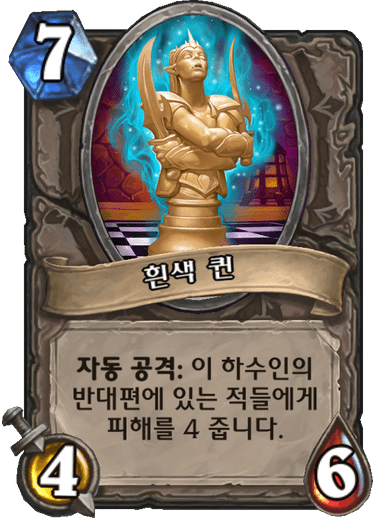 7
흰색 퀸
자동 공격: 이 하수인의
반대편에 있는 적들에게
피해를 4 줍니다.
4
6